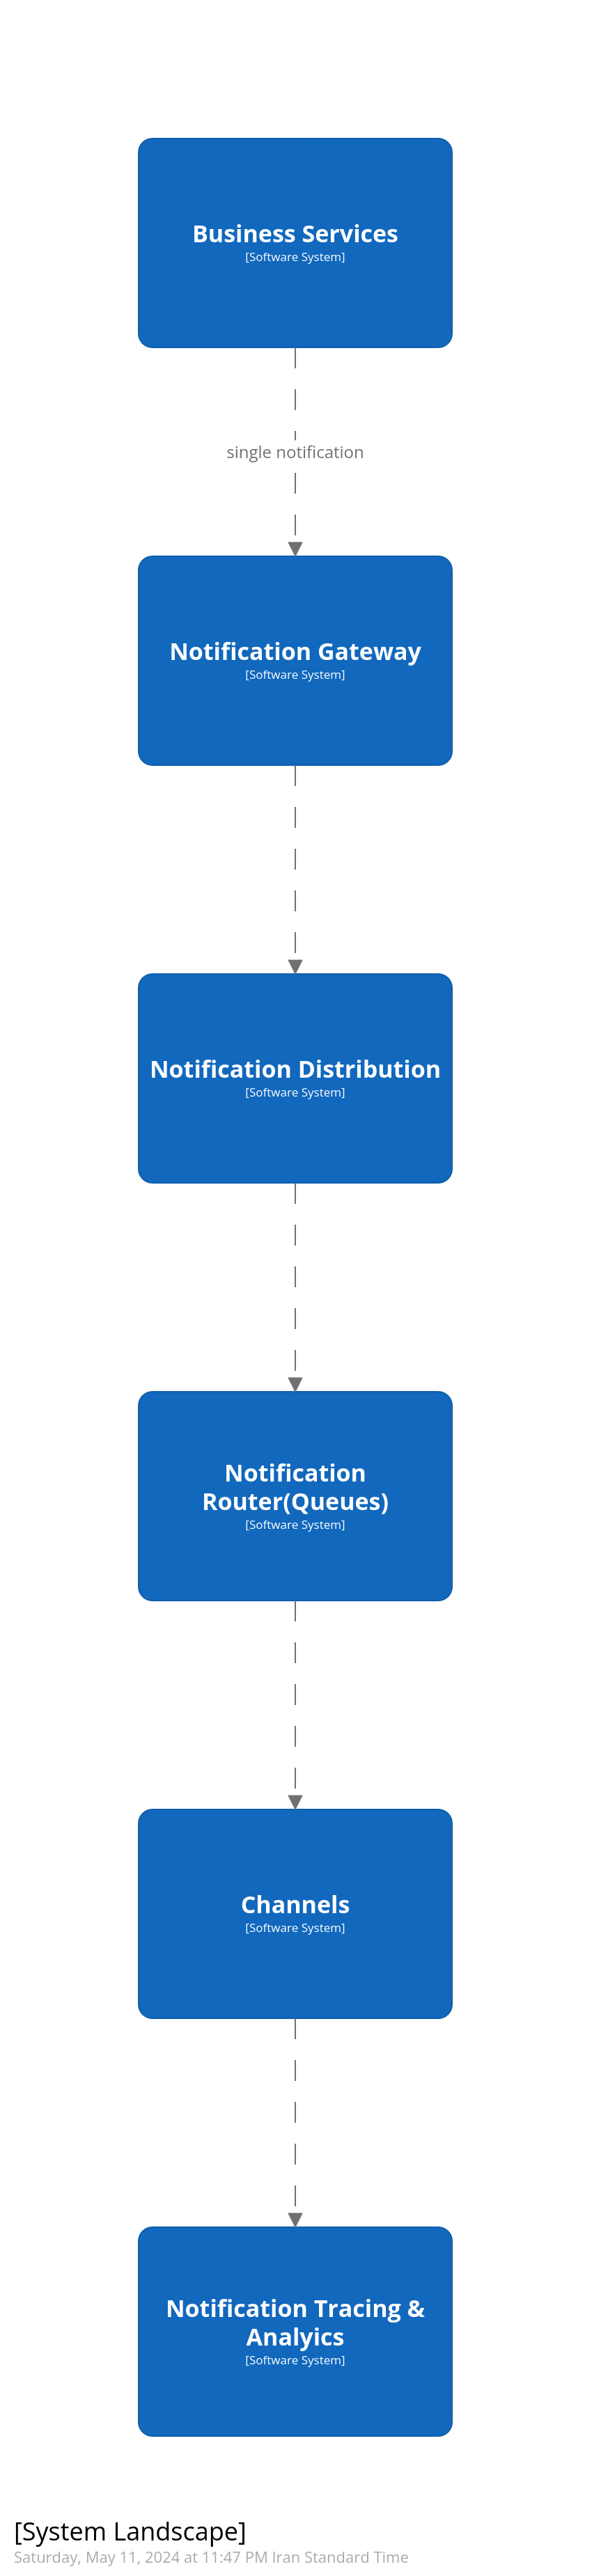 Business Services
[Software System]
single notification
Notification Gateway
[Software System]
Notification Distribution
[Software System]
Notification
Router(Queues)
[Software System]
Channels
[Software System]
Notification Tracing &
Analyics
[Software System]
[System Landscape]
Saturday, May 11, 2024 at 11:47 PM Iran Standard Time